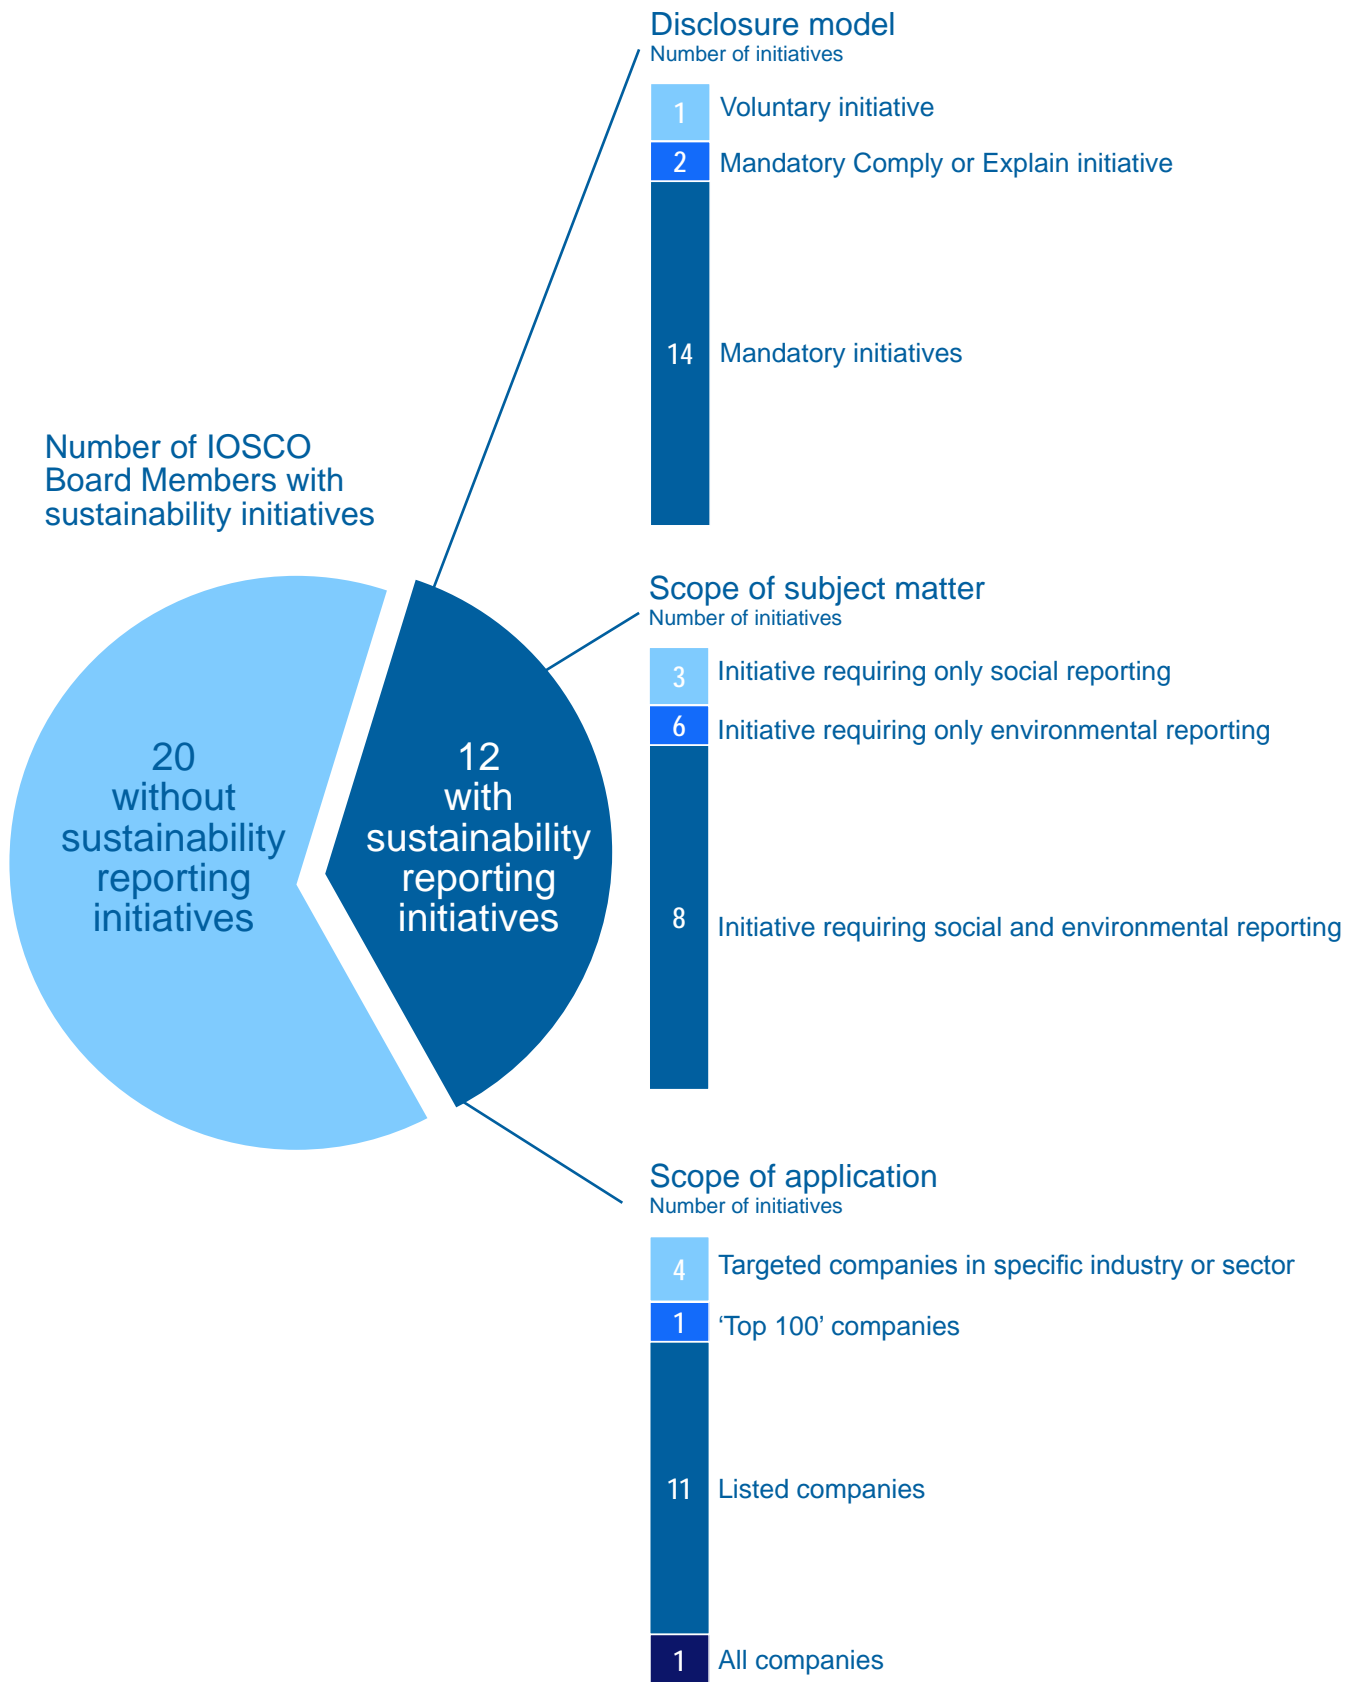 Disclosure model
Number of initiatives
1 Voluntary initiative
2 Mandatory Comply or Explain initiative
14 Mandatory initiatives
Number of IOSCO
Board Members with
sustainability initiatives
20
without
sustainability
reporting
initiatives
12
with
sustainability
reporting
initiatives
Scope of subject matter
Number of initiatives
3 Initiative requiring only social reporting
6 Initiative requiring only environmental reporting
8 Initiative requiring social and environmental reporting
Scope of application
Number of initiatives
4 Targeted companies in specific industry or sector
1 ‘Top 100’ companies
11 Listed companies
1 All companies